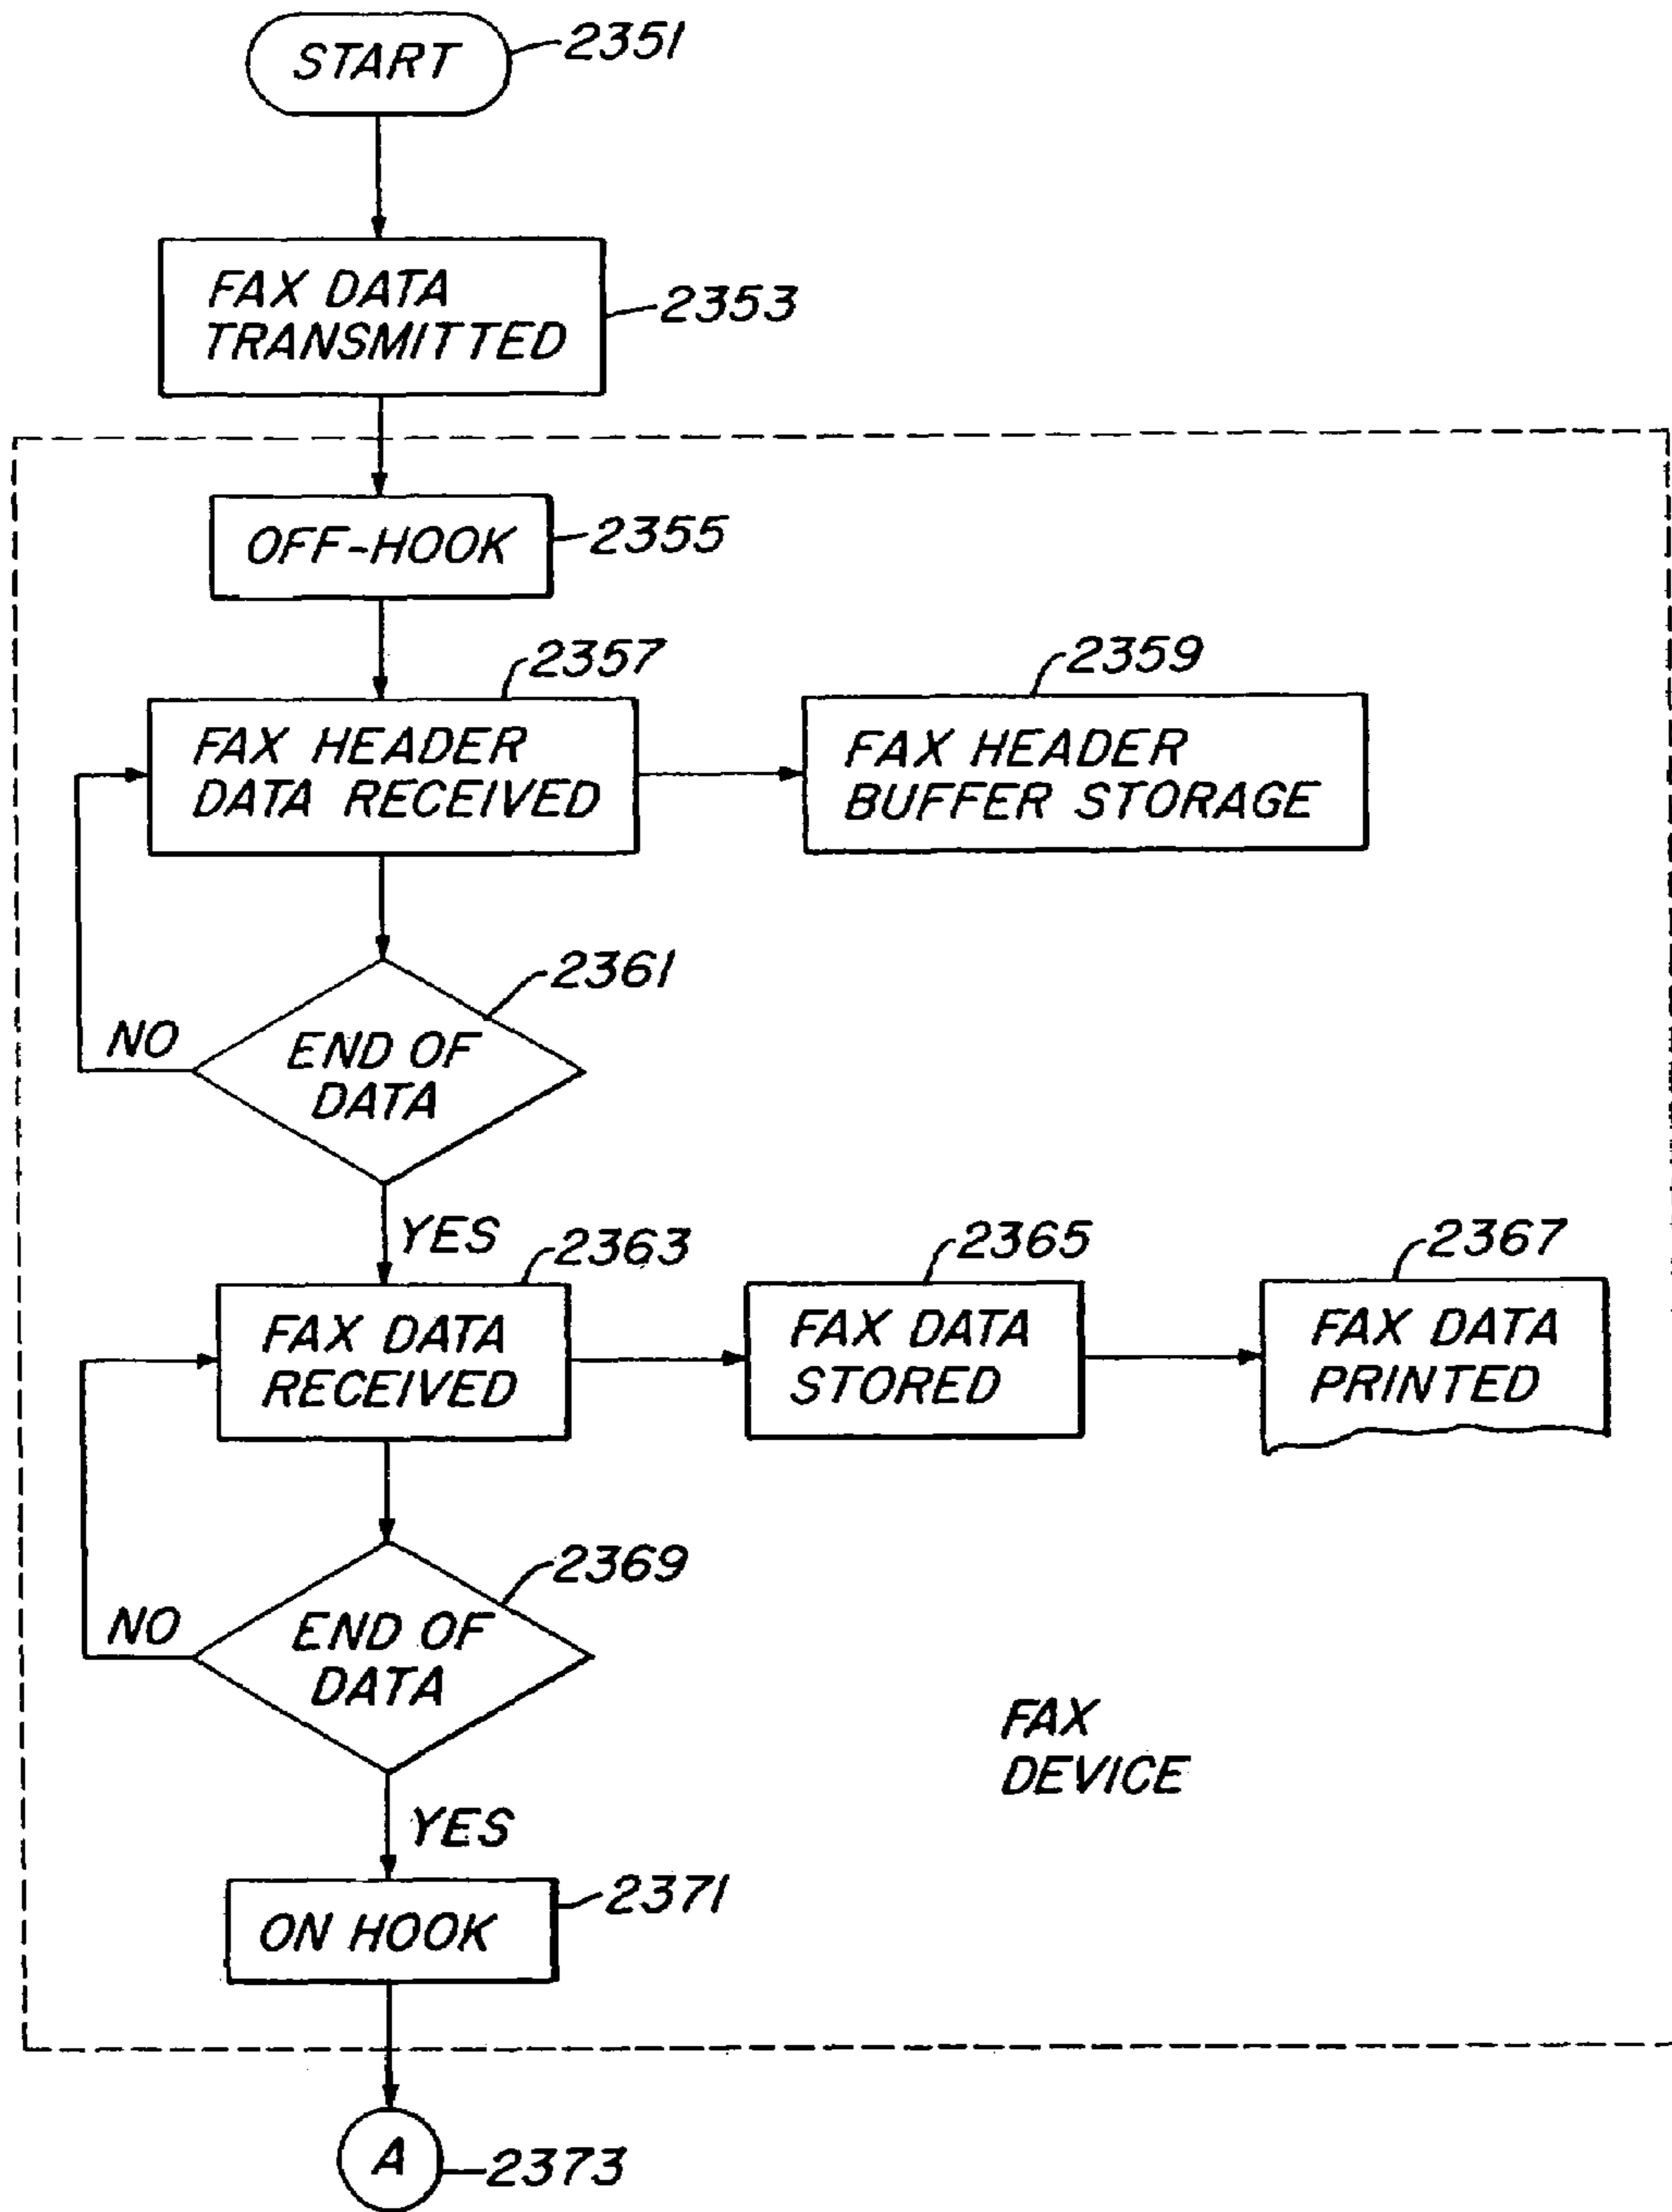 START
2351
FAX DATA
TRANSMITTED
2353
OFF-HOOK
2355
2357
FAX HEADER
DATA RECEIVED
2359
FAX HEADER
BUFFER STORAGE
2361
END OF
DATA
NO
YES
2363
FAX DATA
RECEIVED
2365
FAX DATA
STORED
2367
FAX DATA
PRINTED
2369
END OF
DATA
NO
YES
FAX
DEVICE
2371
ON HOOK
A
2373